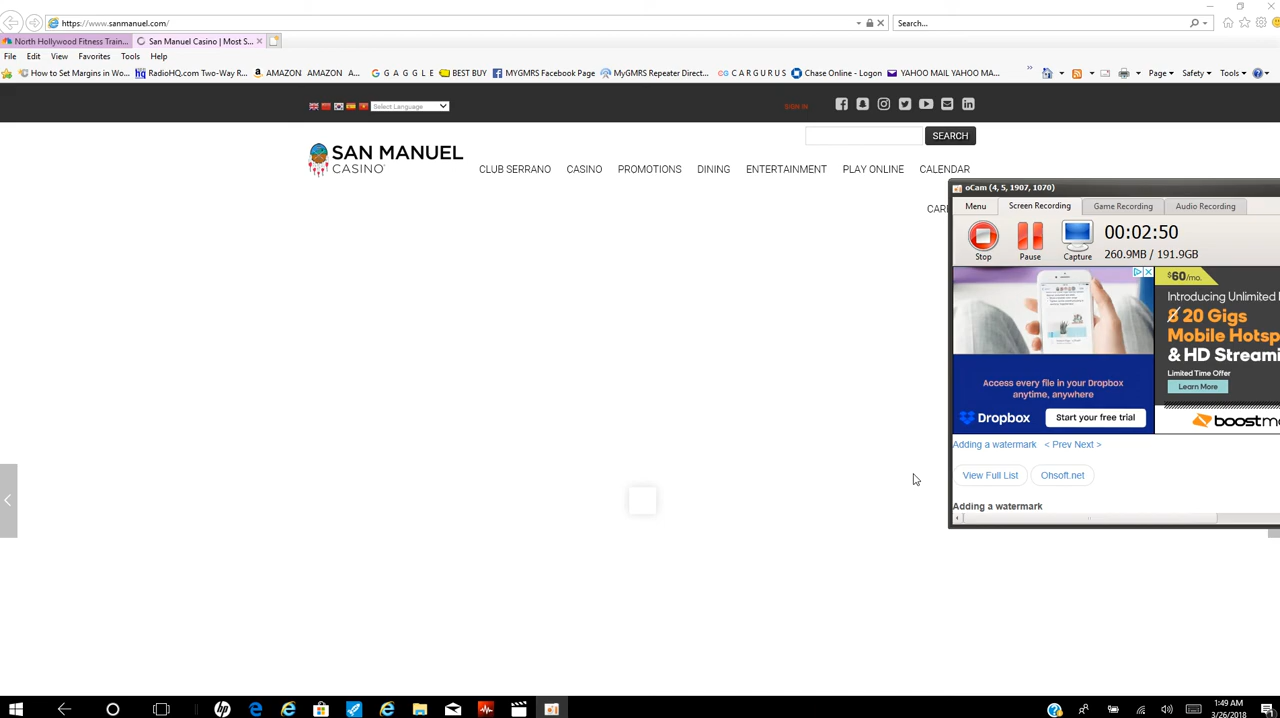 https://www.sanmanuel.com/
Search...
North Hollywood Fitness Train...
San Manuel Casino | Most S...
File Edit View Favorites Tools Help
How to Set Margins in Wo...
RadioHQ.com Two-Way R...
AMAZON AMAZON A...
G A G G L E
BEST BUY
MYGMRS Facebook Page
MyGMRS Repeater Direct...
CG C A R G U R U S
Chase Online - Logon
YAHOO MAIL YAHOO MA...
Page Safety Tools
Select Language
SIGN IN
SEARCH
SAN MANUEL
CASINO
CLUB SERRANO CASINO PROMOTIONS DINING ENTERTAINMENT PLAY ONLINE CALENDAR
CARE
oCam (4, 5, 1907, 1070)
Menu Screen Recording Game Recording Audio Recording
00:02:50
260.9MB / 191.9GB
Stop Pause Capture
$60/mo.
Introducing Unlimited
8 20 Gigs
Mobile Hotsp
& HD Streami
Limited Time Offer
Learn More
boostmo
Access every file in your Dropbox
anytime, anywhere
Dropbox
Start your free trial
Adding a watermark < Prev Next >
View Full List Ohsoft.net
Adding a watermark
hp
1:49 AM
3/26/2018